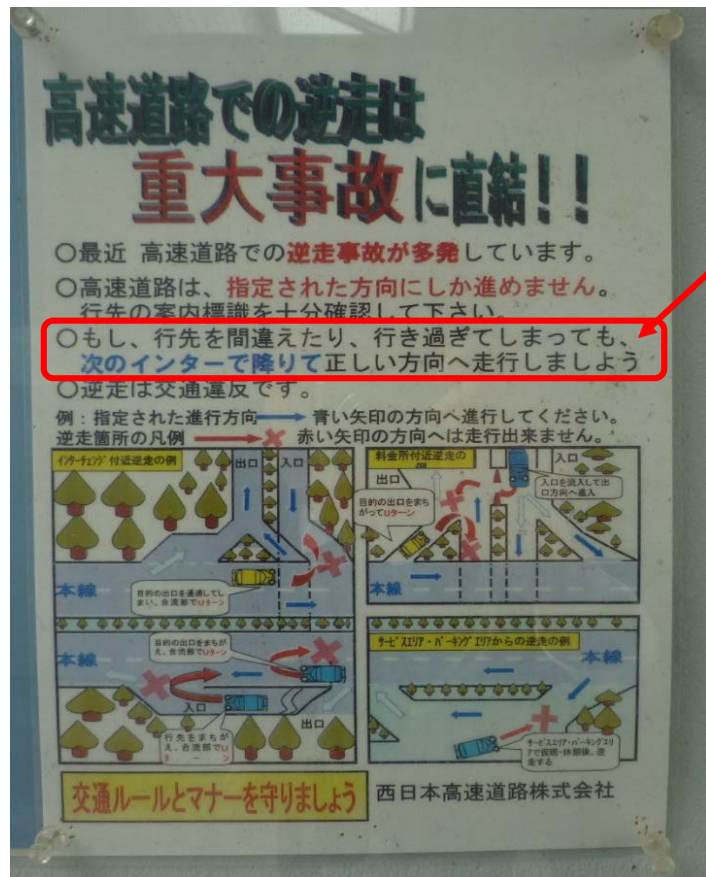 高速道路での逆走は
重大事故に直結!!
○最近 高速道路での逆走事故が多発しています。
○高速道路は、指定された方向にしか進めません。
行先の案内標識を十分確認して下さい。
○もし、行先を間違えたり、行き過ぎてしまっても、
次のインターで降りて正しい方向へ走行しましょう
○逆走は交通違反です。
例：指定された進行方向 青い矢印の方向へ進行してください。
逆走箇所の凡例 赤い矢印の方向へは走行出来ません。
インターチェンジ付近逆走の例
出口
入口
目的の出口を通過してし
まい、合流部でUターン
本線
料金所付近逆走の
例
出口
入口
入口を流入して出
口方向へ進入
目的の出口をまち
がってUターン
本線
目的の出口をまちが
え、合流部でUターン
本線
入口
出口
行先をまちが
え、合流部でU
ターン
サービスエリア・パーキングエリアからの逆走の例
本線
サービスエリア・パーキングエリ
アで仮眠・休憩後、逆
走する
交通ルールとマナーを守りましょう
西日本高速道路株式会社